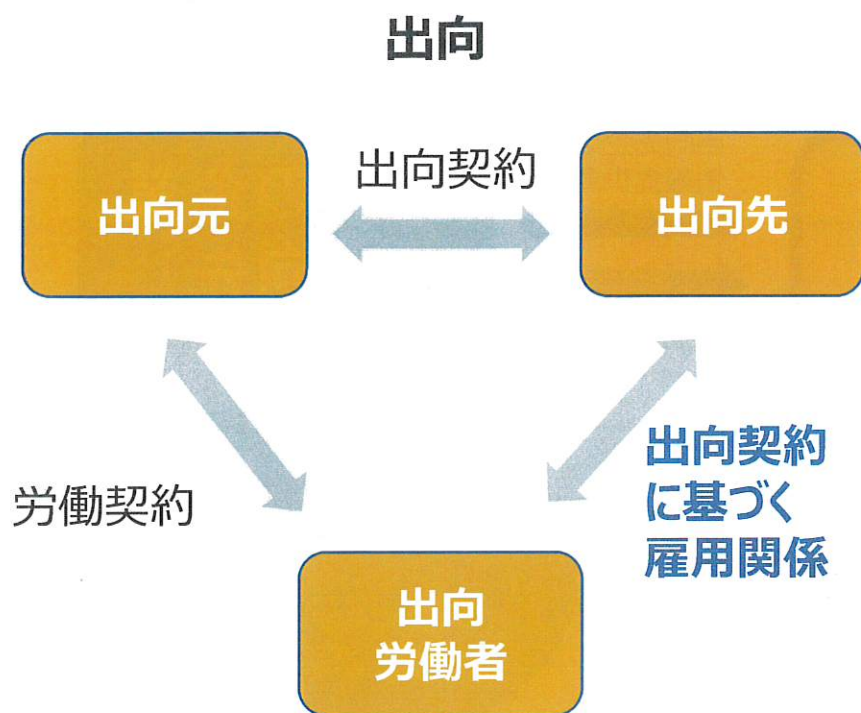 出向
出向元
出向契約
出向先
労働契約
出向契約
に基づく
雇用関係
出向
労働者